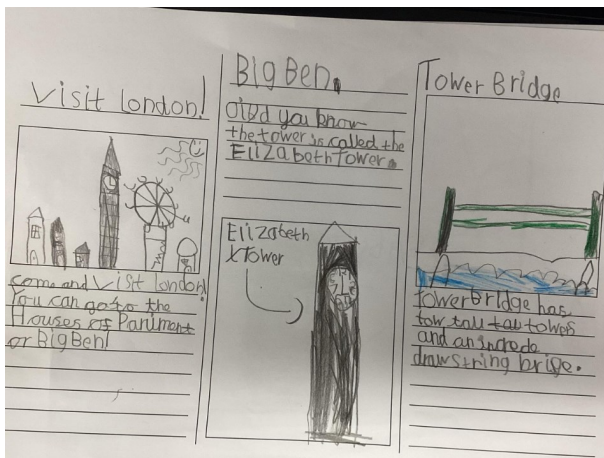 Visit London!
Come and Visit London!
You can go to the
Houses of Parliment
or Big Ben!
Big Ben.
Did you know
the tower is called the
Elizabeth Tower.
Elizabeth
Tower
Tower Bridge
Tower Bridge has
tow tall tall towes
and an increde
drawstring brige.